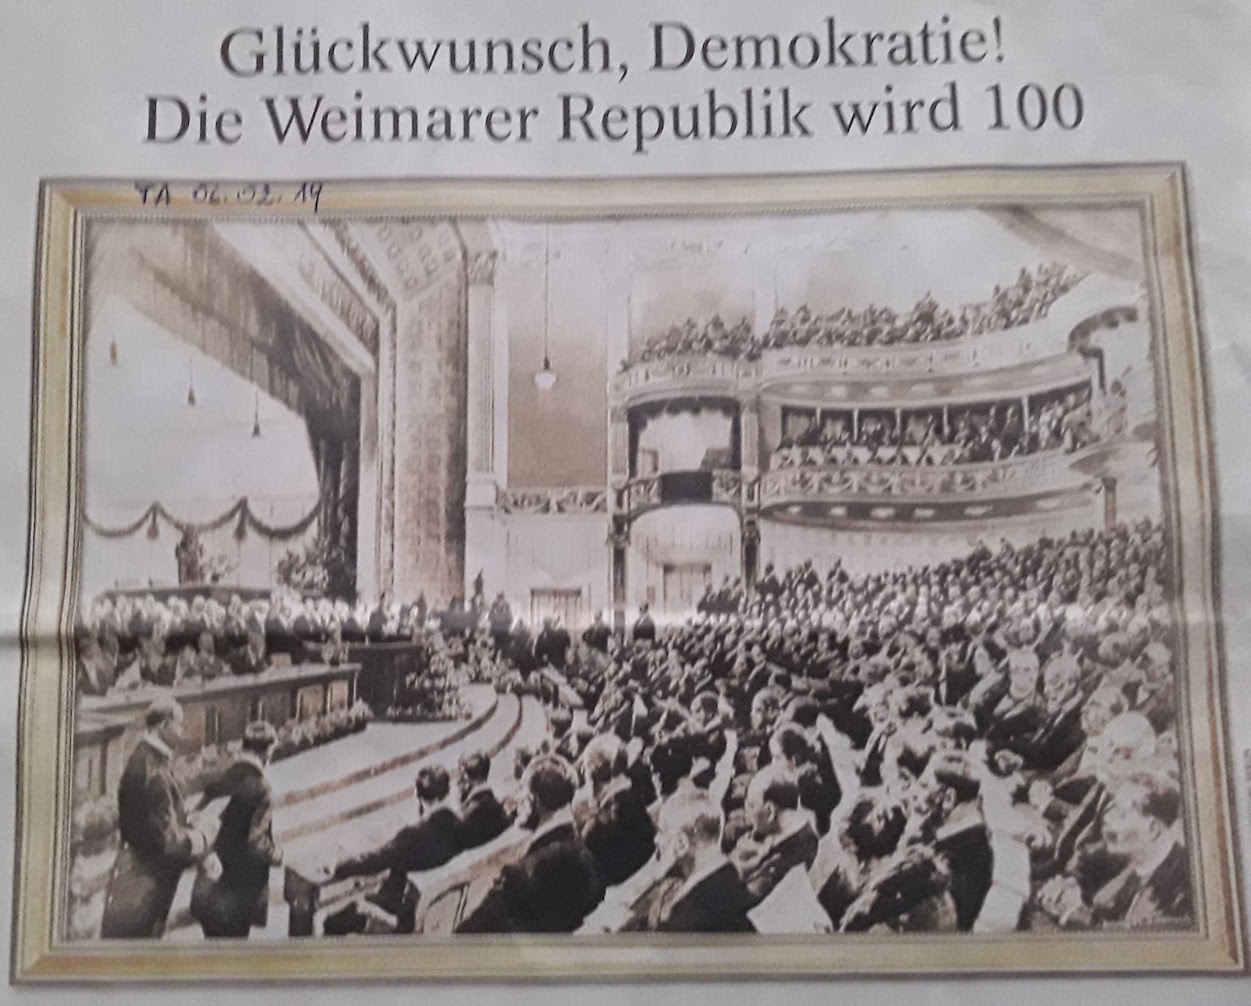 Glückwunsch, Demokratie!
Die Weimarer Republik wird 100
TA 06.02.19